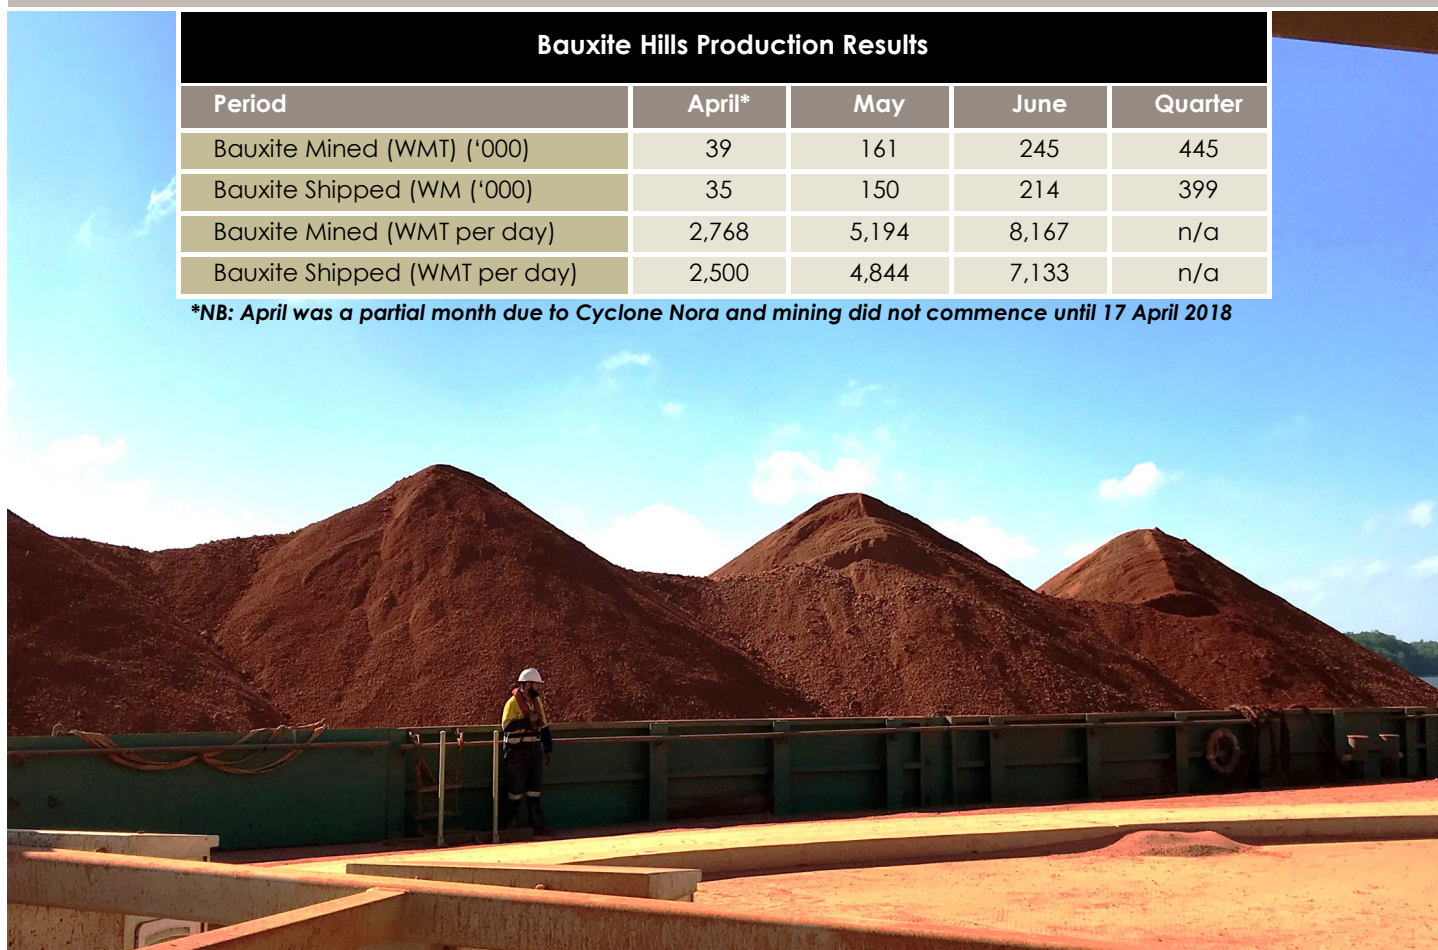 Bauxite Hills Production Results
Period April* May June Quarter
Bauxite Mined (WMT) (‘000) 39 161 245 445
Bauxite Shipped (WM (‘000) 35 150 214 399
Bauxite Mined (WMT per day) 2,768 5,194 8,167 n/a
Bauxite Shipped (WMT per day) 2,500 4,844 7,133 n/a
*NB: April was a partial month due to Cyclone Nora and mining did not commence until 17 April 2018